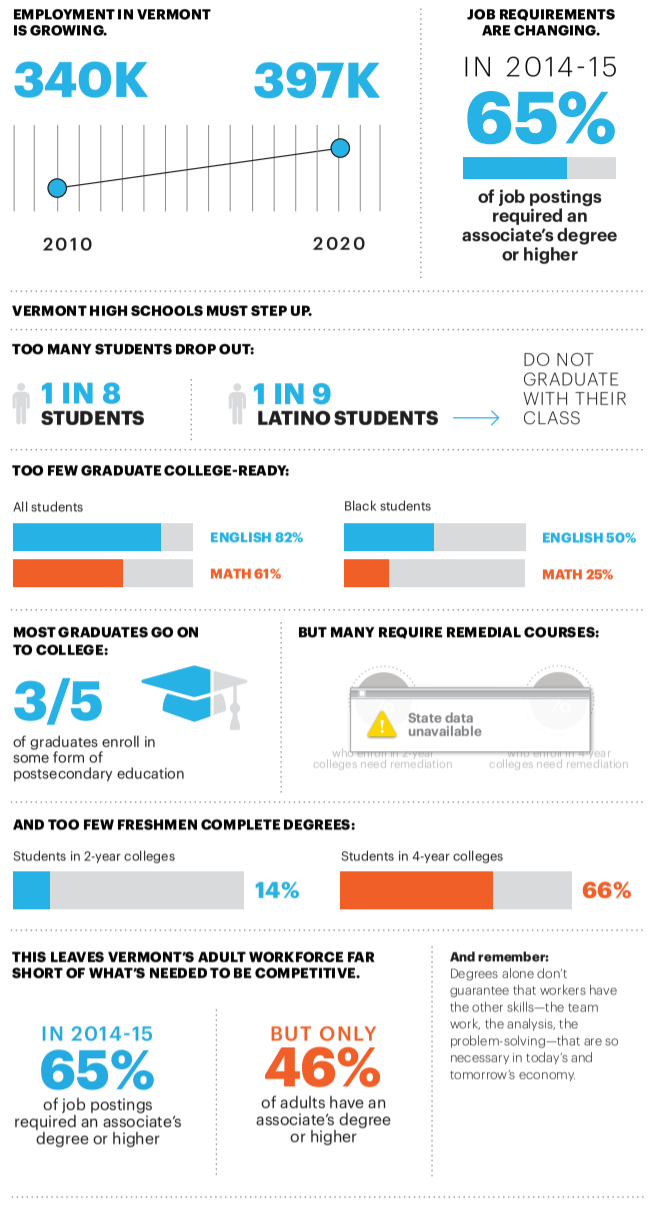 EMPLOYMENT IN VERMONT
IS GROWING.
340K
397K
2010
2020
JOB REQUIREMENTS
ARE CHANGING.
IN 2014-15
65%
of job postings
required an
associate's degree
or higher
VERMONT HIGH SCHOOLS MUST STEP UP.
TOO MANY STUDENTS DROP OUT:
1 IN 8
STUDENTS
1 IN 9
LATINO STUDENTS
DO NOT
GRADUATE
WITH THEIR
CLASS
TOO FEW GRADUATE COLLEGE-READY:
All students
ENGLISH 82%
MATH 61%
Black students
ENGLISH 50%
MATH 25%
MOST GRADUATES GO ON
TO COLLEGE:
3/5
of graduates enroll in
some form of
postsecondary education
BUT MANY REQUIRE REMEDIAL COURSES:
State data
unavailable
who enroll in 2-year
colleges need remediation
who enroll in 4-year
colleges need remediation
AND TOO FEW FRESHMEN COMPLETE DEGREES:
Students in 2-year colleges
14%
Students in 4-year colleges
66%
THIS LEAVES VERMONT'S ADULT WORKFORCE FAR
SHORT OF WHAT'S NEEDED TO BE COMPETITIVE.
IN 2014-15
65%
of job postings
required an associate's
degree or higher
BUT ONLY
46%
of adults have an
associate's degree
or higher
And remember:
Degrees alone don't
guarantee that workers have
the other skills—the team
work, the analysis, the
problem-solving—that are so
necessary in today's and
tomorrow's economy.